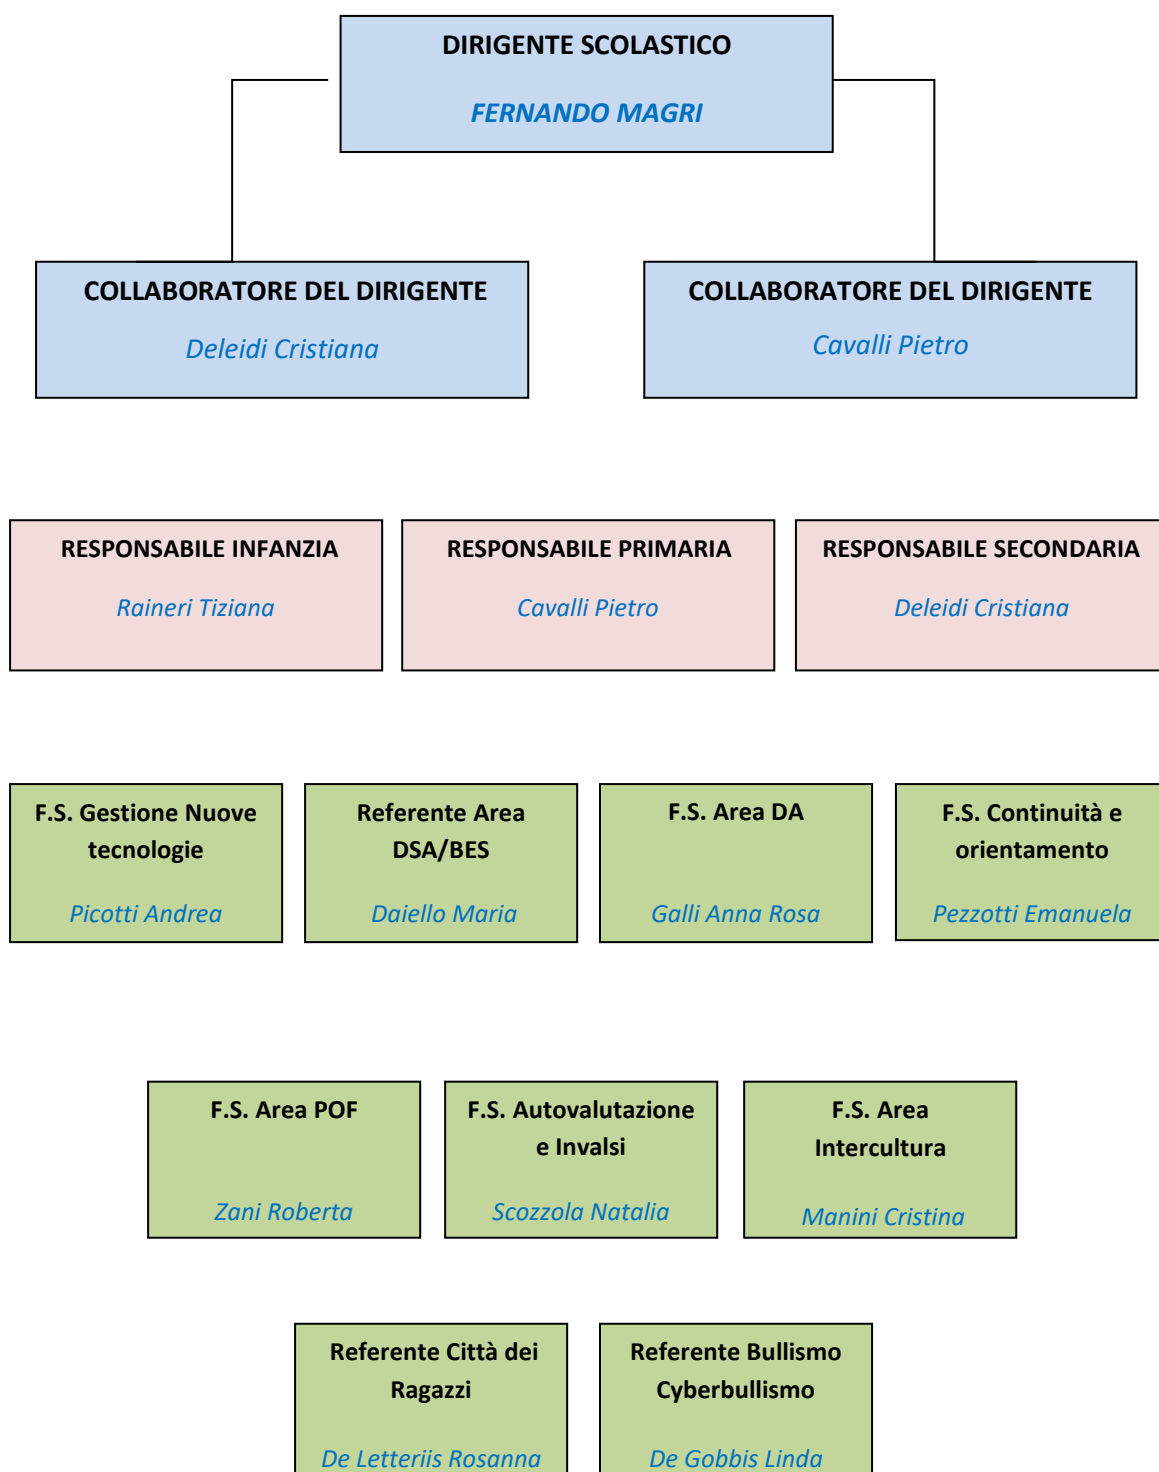 DIRIGENTE SCOLASTICO
FERNANDO MAGRI
COLLABORATORE DEL DIRIGENTE
Deleidi Cristiana
COLLABORATORE DEL DIRIGENTE
Cavalli Pietro
RESPONSABILE INFANZIA
Raineri Tiziana
RESPONSABILE PRIMARIA
Cavalli Pietro
RESPONSABILE SECONDARIA
Deleidi Cristiana
F.S. Gestione Nuove
tecnologie
Picotti Andrea
Referente Area
DSA/BES
Daiello Maria
F.S. Area DA
Galli Anna Rosa
F.S. Continuità e
orientamento
Pezzotti Emanuela
F.S. Area POF
Zani Roberta
F.S. Autovalutazione
e Invalsi
Scozzola Natalia
F.S. Area
Intercultura
Manini Cristina
Referente Città dei
Ragazzi
De Letteriis Rosanna
Referente Bullismo
Cyberbullismo
De Gobbis Linda